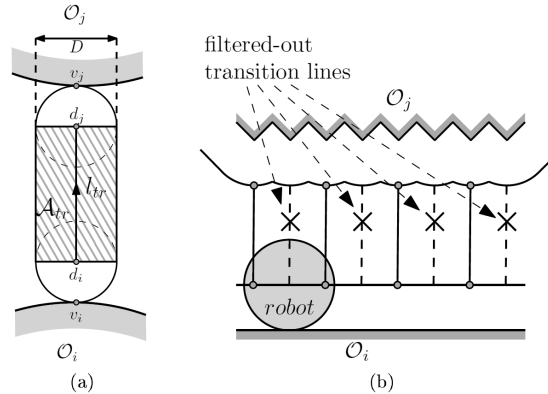 𝒪ⱼ
D
vⱼ
dⱼ
lₜᵣ
𝒜ₜᵣ
dᵢ
vᵢ
𝒪ᵢ
(a)
filtered-out
transition lines
𝒪ⱼ
robot
𝒪ᵢ
(b)